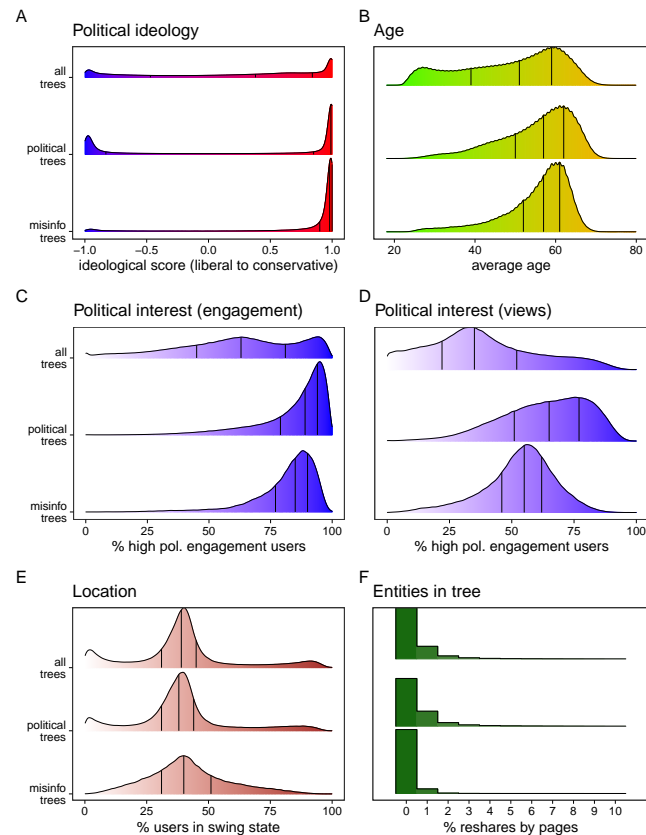 A
Political ideology
all
trees
political
trees
misinfo
trees
−1.0 −0.5 0.0 0.5 1.0
ideological score (liberal to conservative)
B
Age
20 40 60 80
average age
C
Political interest (engagement)
all
trees
political
trees
misinfo
trees
0 25 50 75 100
% high pol. engagement users
D
Political interest (views)
0 25 50 75 100
% high pol. engagement users
E
Location
all
trees
political
trees
misinfo
trees
0 25 50 75 100
% users in swing state
F
Entities in tree
0 1 2 3 4 5 6 7 8 9 10
% reshares by pages